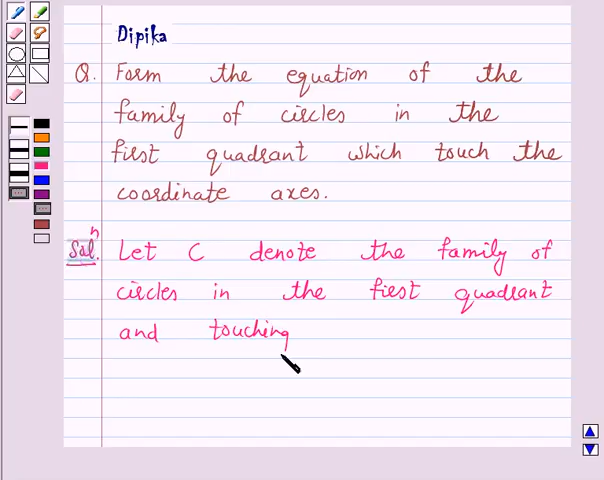 Dipika
Q. Form the equation of the
family of circles in the
first quadrant which touch the
coordinate axes.
Solⁿ. Let C denote the family of
circles in the first quadrant
and touching